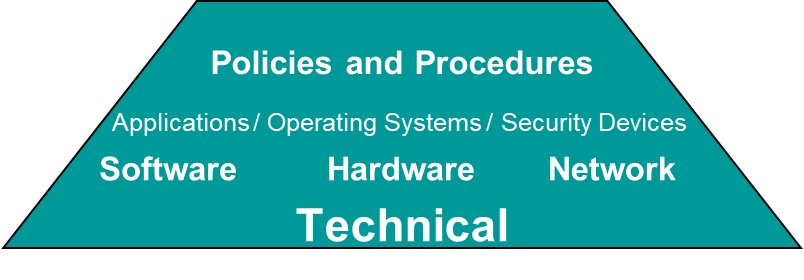 Policies and Procedures
Applications / Operating Systems / Security Devices
Software Hardware Network
Technical